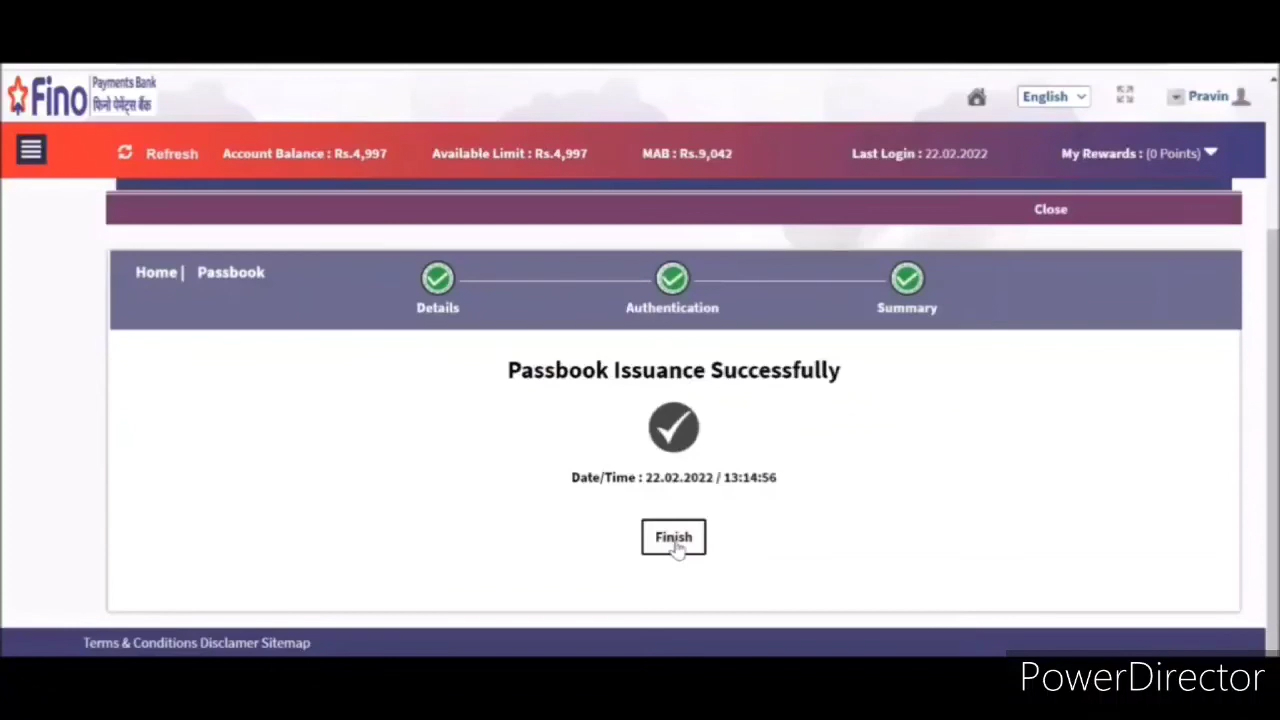 Fino Payments Bank
फिनो पेमेंट्स बैंक
English
Pravin
Refresh Account Balance : Rs.4,997 Available Limit : Rs.4,997 MAB : Rs.9,042 Last Login : 22.02.2022 My Rewards : (0 Points)
Close
Home | Passbook
Details Authentication Summary
Passbook Issuance Successfully
Date/Time : 22.02.2022 / 13:14:56
Finish
Terms & Conditions Disclamer Sitemap
PowerDirector